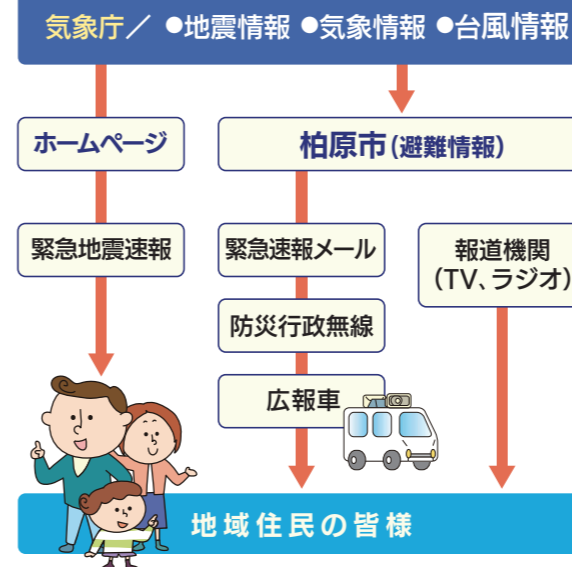 気象庁/ ●地震情報 ●気象情報 ●台風情報
ホームページ
柏原市(避難情報)
緊急地震速報
緊急速報メール
報道機関
(TV、ラジオ)
防災行政無線
広報車
地域住民の皆様